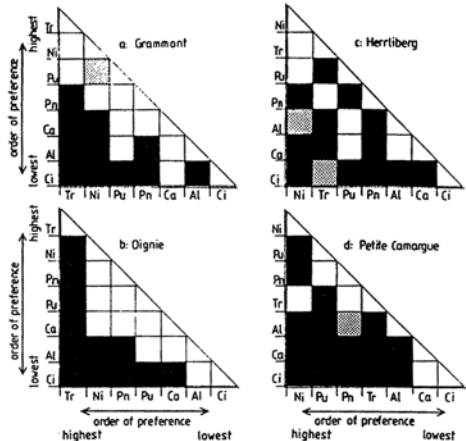 highest
order of preference
lowest
a: Grammont
Tr
Ni
Pu
Pn
Ca
Al
Ci
Tr Ni Pu Pn Ca Al Ci
c: Herrliberg
Ni
Tr
Pu
Pn
Al
Ca
Ci
Ni Tr Pu Pn Al Ca Ci
highest
order of preference
lowest
b: Oignie
Tr
Ni
Pn
Pu
Ca
Al
Ci
Tr Ni Pn Pu Ca Al Ci
order of preference
highest lowest
d: Petite Camargue
Ni
Pu
Pn
Tr
Al
Ca
Ci
Ni Pu Pn Tr Al Ca Ci
order of preference
highest lowest